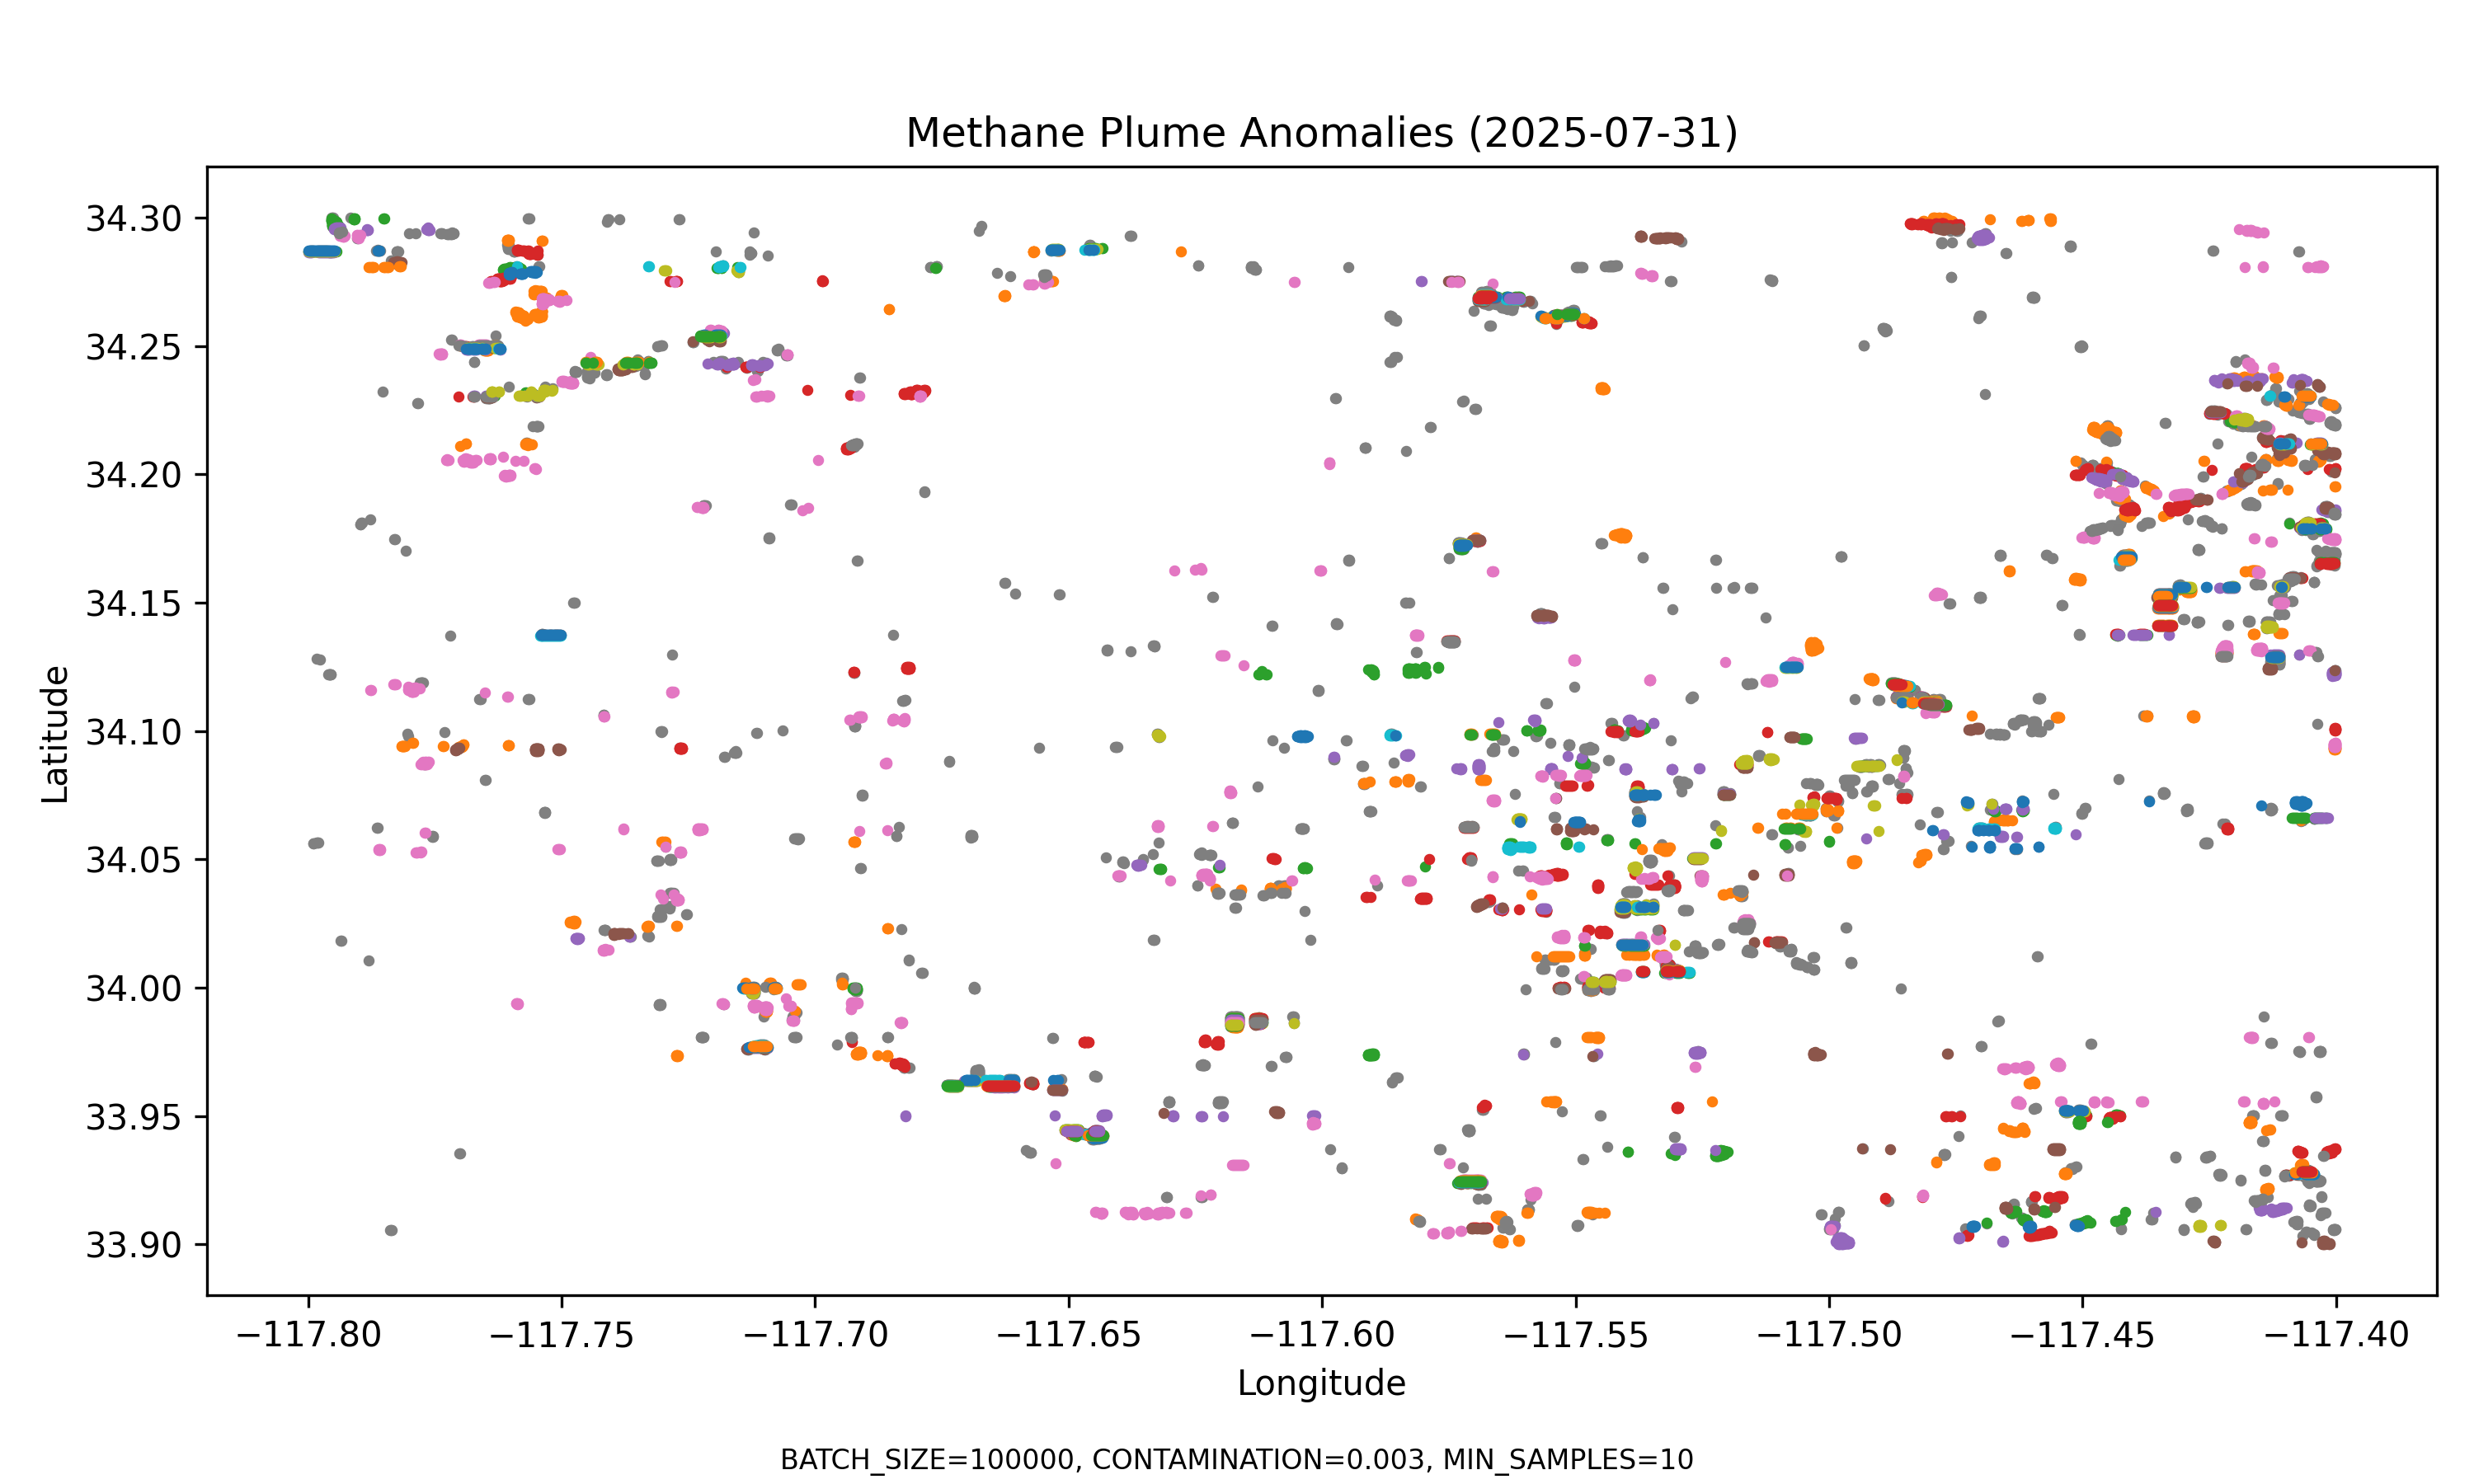 Methane Plume Anomalies (2025-07-31)
34.30
34.25
34.20
34.15
34.10
34.05
34.00
33.95
33.90
Latitude
−117.80 −117.75 −117.70 −117.65 −117.60 −117.55 −117.50 −117.45 −117.40
Longitude
BATCH_SIZE=100000, CONTAMINATION=0.003, MIN_SAMPLES=10